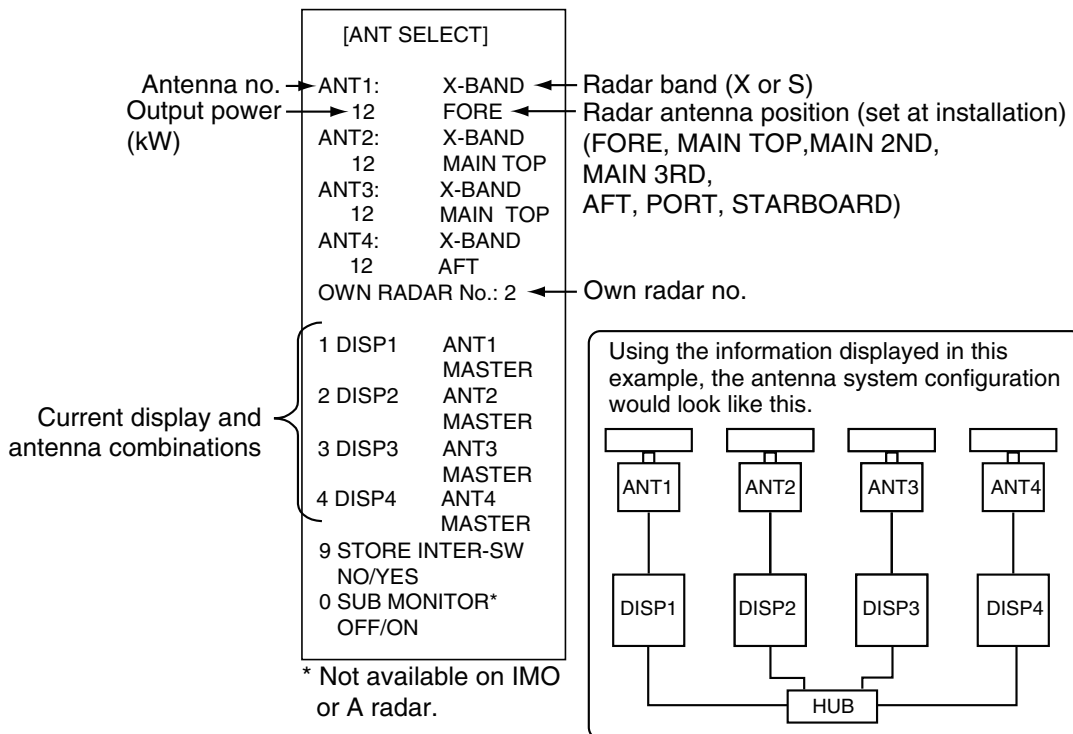 [ANT SELECT]
Antenna no.
Output power
(kW)
ANT1: X-BAND
12 FORE
ANT2: X-BAND
12 MAIN TOP
ANT3: X-BAND
12 MAIN TOP
ANT4: X-BAND
12 AFT
OWN RADAR No.: 2
Radar band (X or S)
Radar antenna position (set at installation)
(FORE, MAIN TOP,MAIN 2ND,
MAIN 3RD,
AFT, PORT, STARBOARD)
Own radar no.
Current display and
antenna combinations
1 DISP1 ANT1
MASTER
2 DISP2 ANT2
MASTER
3 DISP3 ANT3
MASTER
4 DISP4 ANT4
MASTER
9 STORE INTER-SW
NO/YES
0 SUB MONITOR*
OFF/ON
* Not available on IMO
or A radar.
Using the information displayed in this
example, the antenna system configuration
would look like this.
ANT1 ANT2 ANT3 ANT4
DISP1 DISP2 DISP3 DISP4
HUB